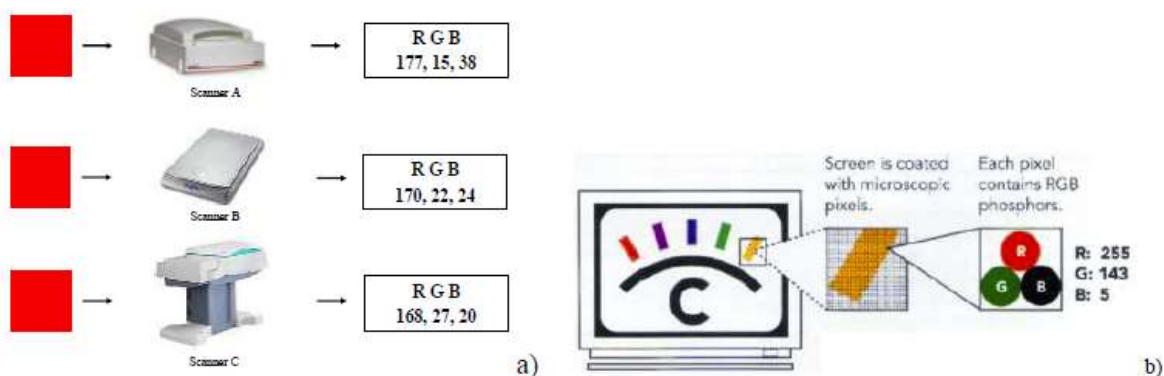 R G B
177, 15, 38
Scanner A
R G B
170, 22, 24
Scanner B
R G B
168, 27, 20
Scanner C
a)
Screen is coated
with microscopic
pixels.
Each pixel
contains RGB
phosphors.
C
R
G
B
R: 255
G: 143
B: 5
b)